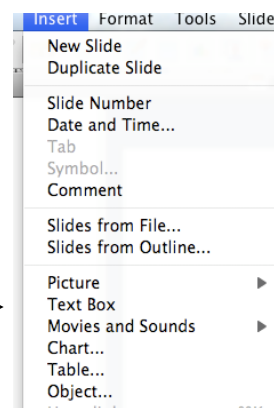 Insert Format Tools Slide
New Slide
Duplicate Slide
Slide Number
Date and Time...
Tab
Symbol...
Comment
Slides from File...
Slides from Outline...
Picture
Text Box
Movies and Sounds
Chart...
Table...
Object...